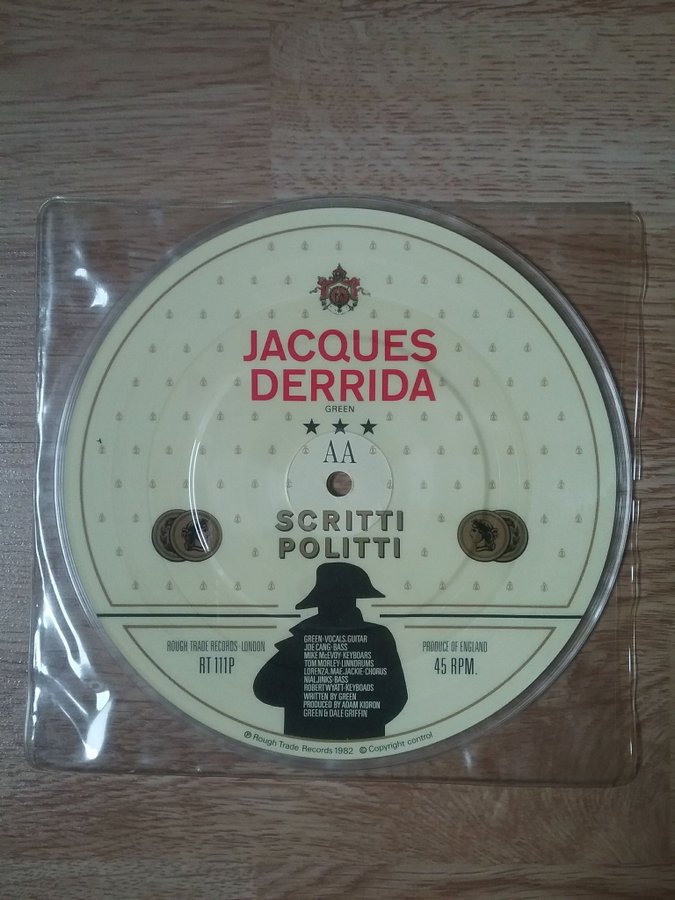 JACQUES
DERRIDA
GREEN
AA
SCRITTI
POLITTI
ROUGH TRADE RECORDS·LONDON
RT 111P
GREEN·VOCALS.GUITAR
JOE CANG·BASS
MIKE McEVOY·KEYBOARS
TOM MORLEY·LINNDRUMS
LORENZA.MAE.JACKIE·CHORUS
NIALJINKS·BASS
ROBERT WYATT·KEYBOADS
WRITTEN BY GREEN
PRODUCED BY ADAM KIDRON
GREEN & DALE GRIFFIN
PRODUCE OF ENGLAND
45 RPM.
℗ Rough Trade Records 1982 © Copyright control